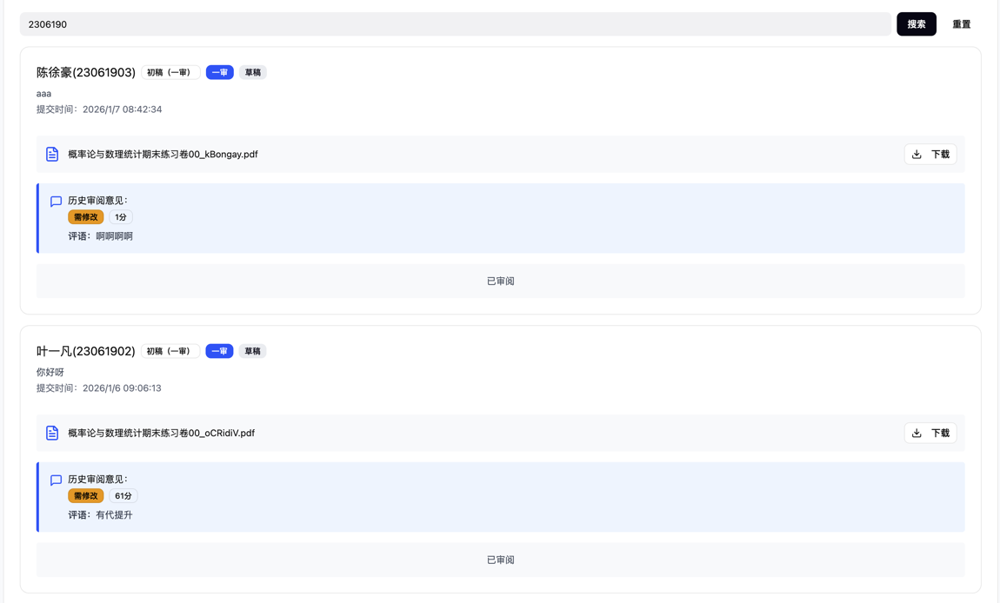 2306190 搜索 重置
陈徐豪(23061903) 初稿（一审） 一审 草稿
aaa
提交时间：2026/1/7 08:42:34
概率论与数理统计期末练习卷00_kBongay.pdf 下载
历史审阅意见：
需修改 1分
评语：啊啊啊啊
已审阅
叶一凡(23061902) 初稿（一审） 一审 草稿
你好呀
提交时间：2026/1/6 09:06:13
概率论与数理统计期末练习卷00_oCRidiV.pdf 下载
历史审阅意见：
需修改 61分
评语：有代提升
已审阅